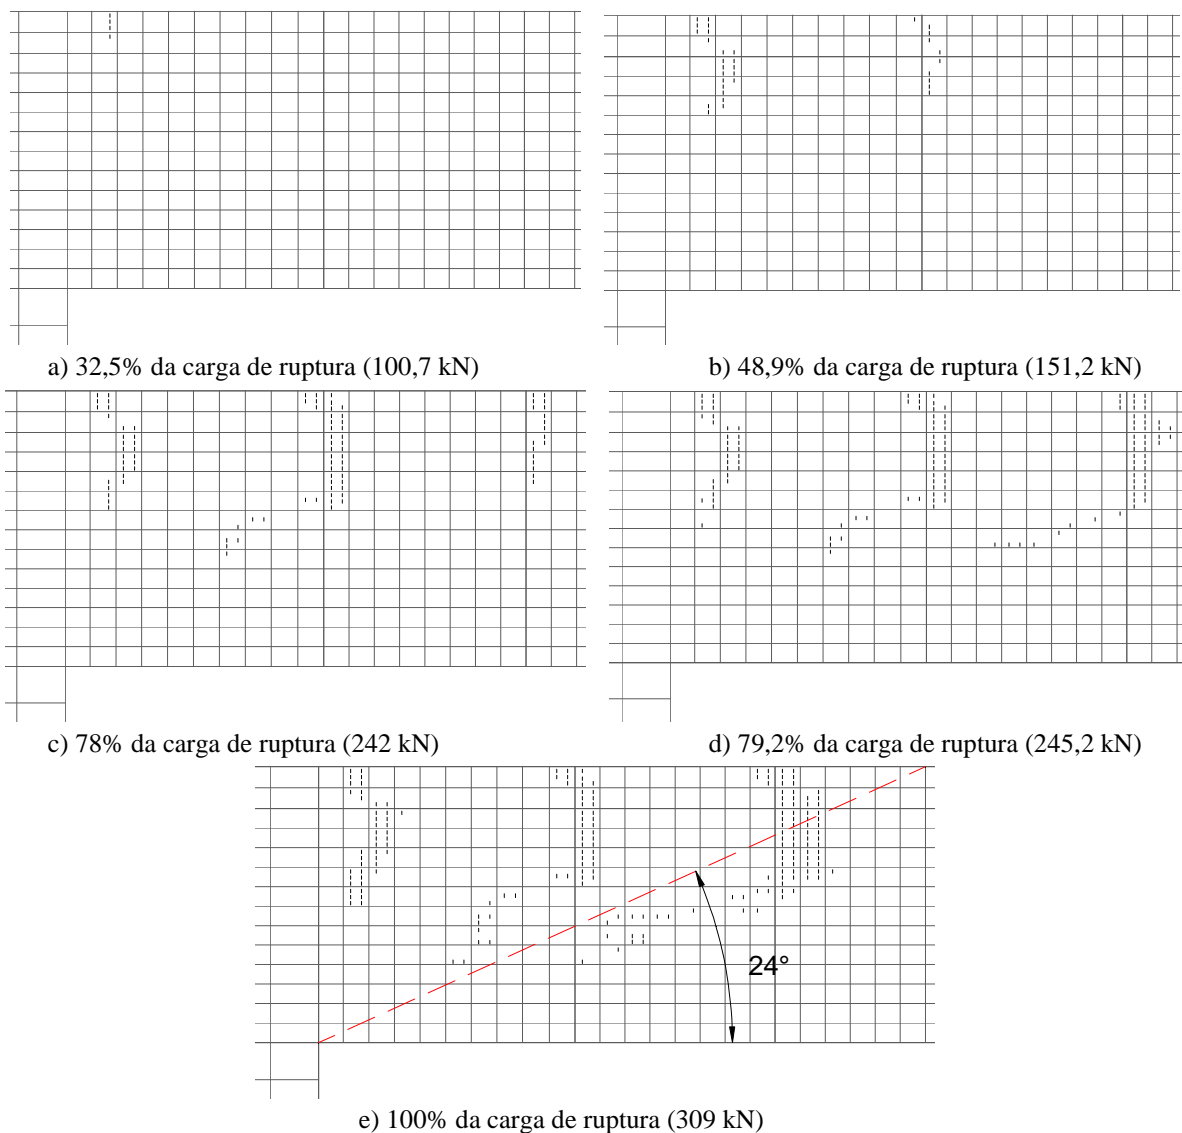 a) 32,5% da carga de ruptura (100,7 kN)
b) 48,9% da carga de ruptura (151,2 kN)
c) 78% da carga de ruptura (242 kN)
d) 79,2% da carga de ruptura (245,2 kN)
24°
e) 100% da carga de ruptura (309 kN)